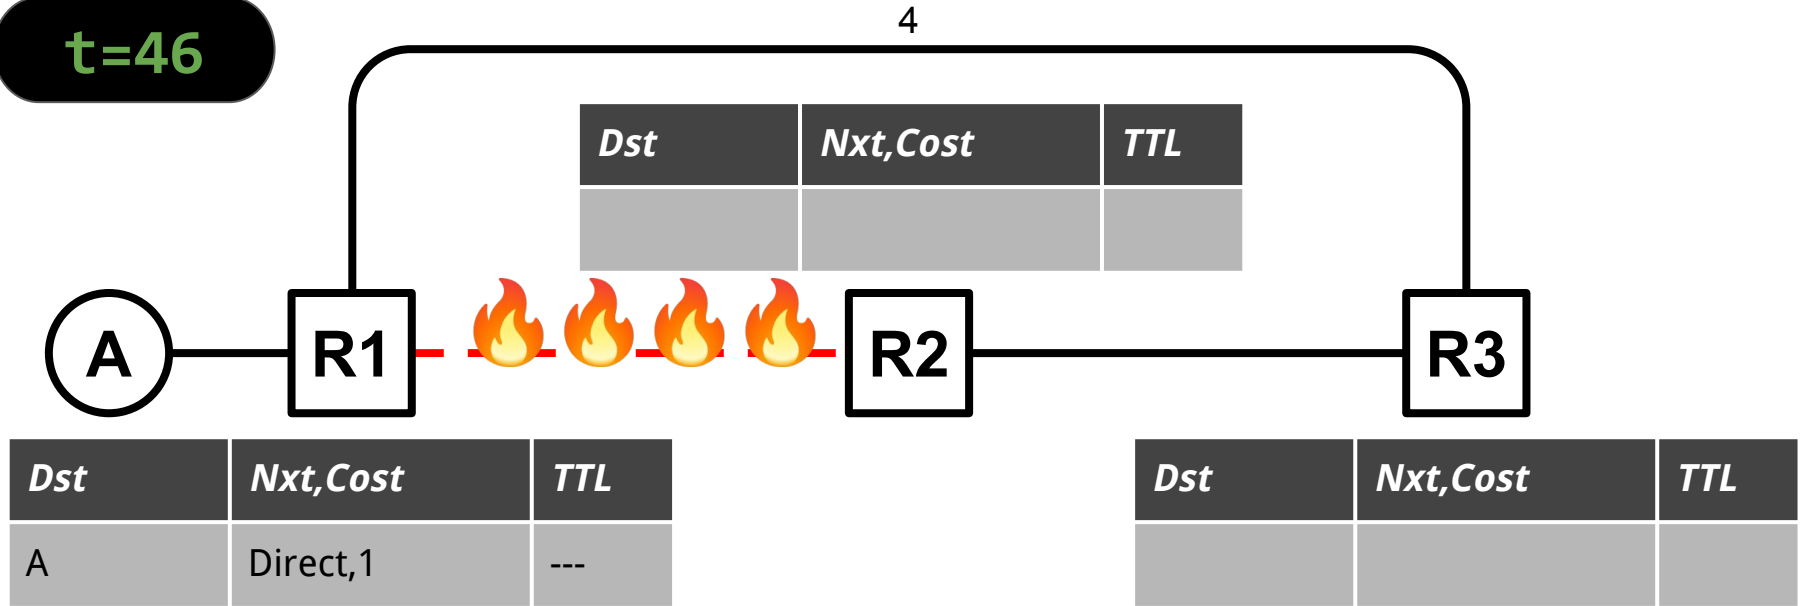 t=46
4
Dst Nxt,Cost TTL
A R1 R2 R3
Dst Nxt,Cost TTL
A Direct,1 ---
Dst Nxt,Cost TTL